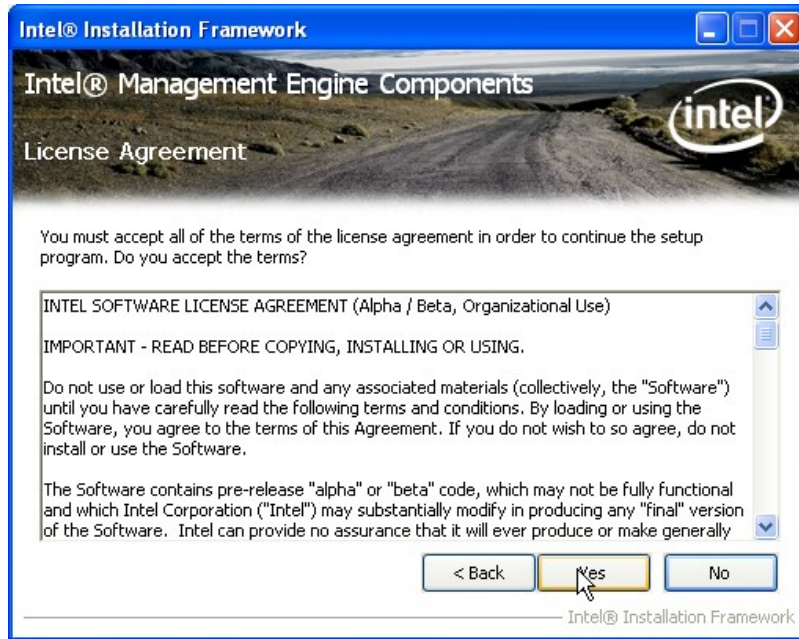 Intel® Installation Framework
Intel® Management Engine Components
intel
License Agreement
You must accept all of the terms of the license agreement in order to continue the setup
program. Do you accept the terms?
INTEL SOFTWARE LICENSE AGREEMENT (Alpha / Beta, Organizational Use)
IMPORTANT - READ BEFORE COPYING, INSTALLING OR USING.
Do not use or load this software and any associated materials (collectively, the "Software")
until you have carefully read the following terms and conditions. By loading or using the
Software, you agree to the terms of this Agreement. If you do not wish to so agree, do not
install or use the Software.
The Software contains pre-release "alpha" or "beta" code, which may not be fully functional
and which Intel Corporation ("Intel") may substantially modify in producing any "final" version
of the Software.  Intel can provide no assurance that it will ever produce or make generally
< Back Yes No
Intel® Installation Framework